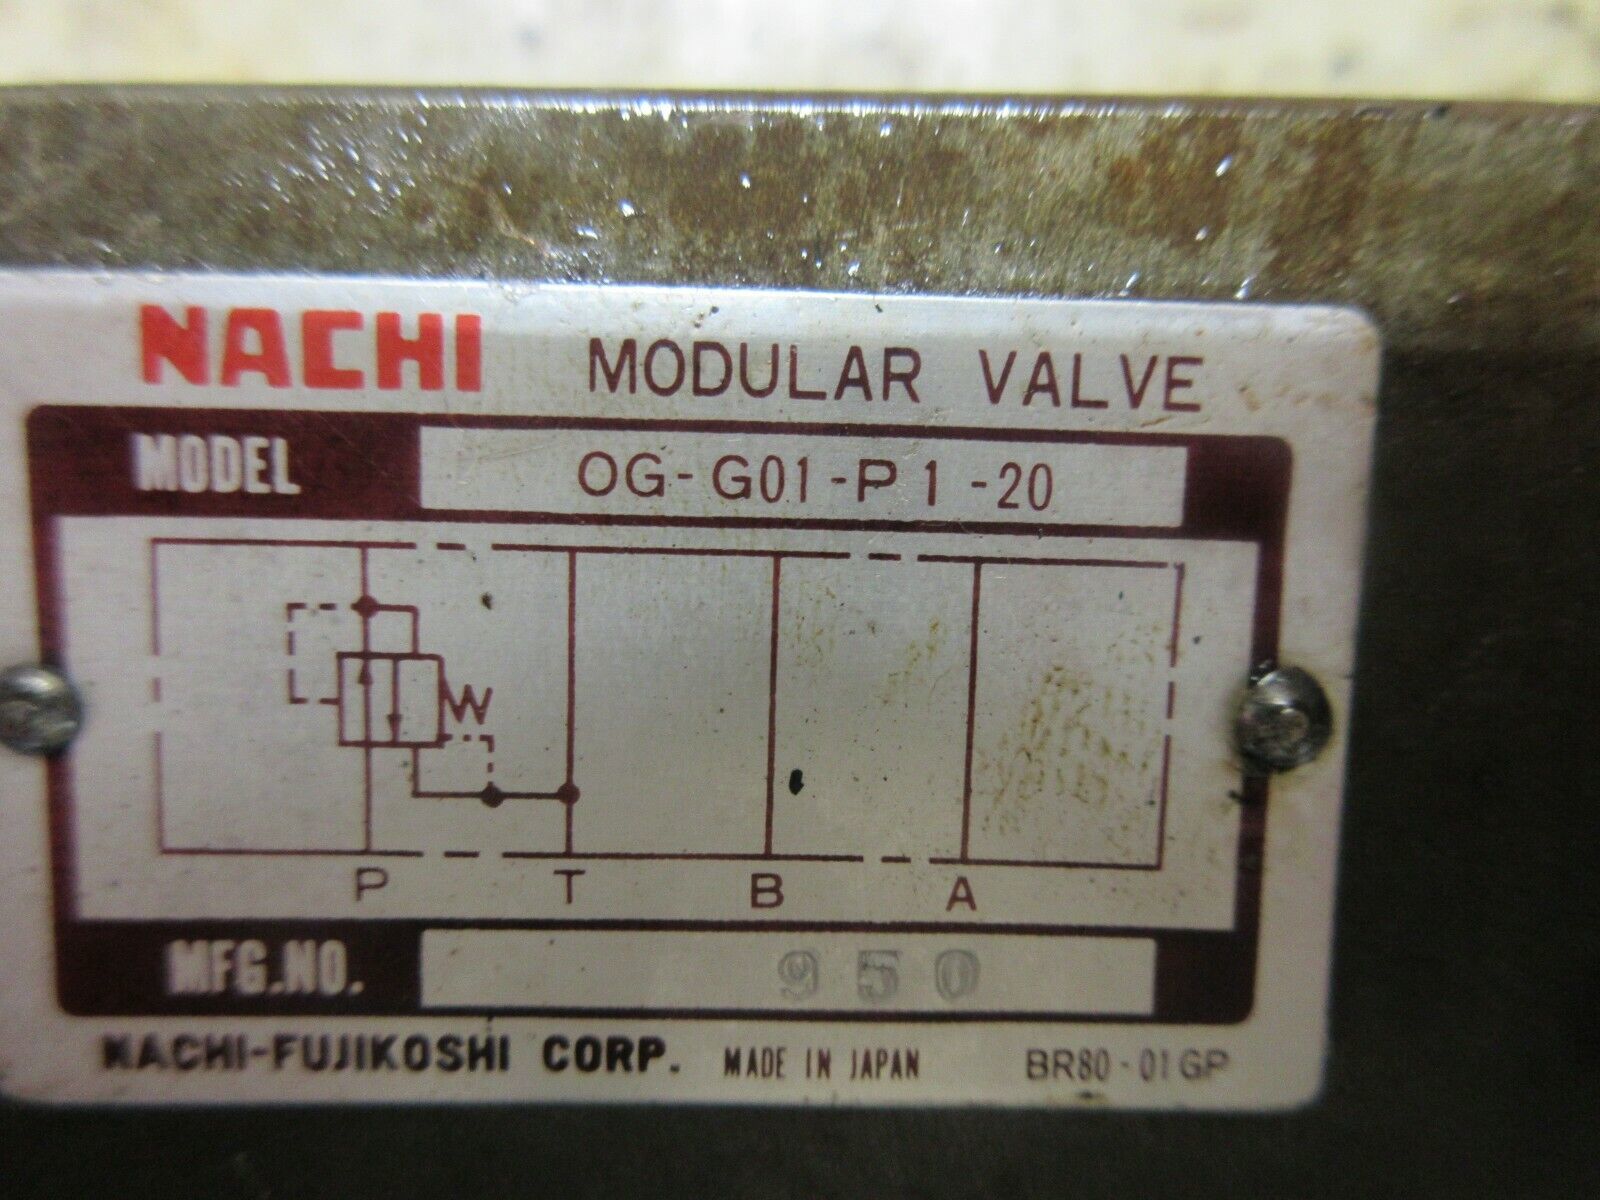 NACHI MODULAR VALVE
MODEL OG-G01-P1-20
P T B A
MFG.NO. 950
NACHI-FUJIKOSHI CORP. MADE IN JAPAN BR80-01GP